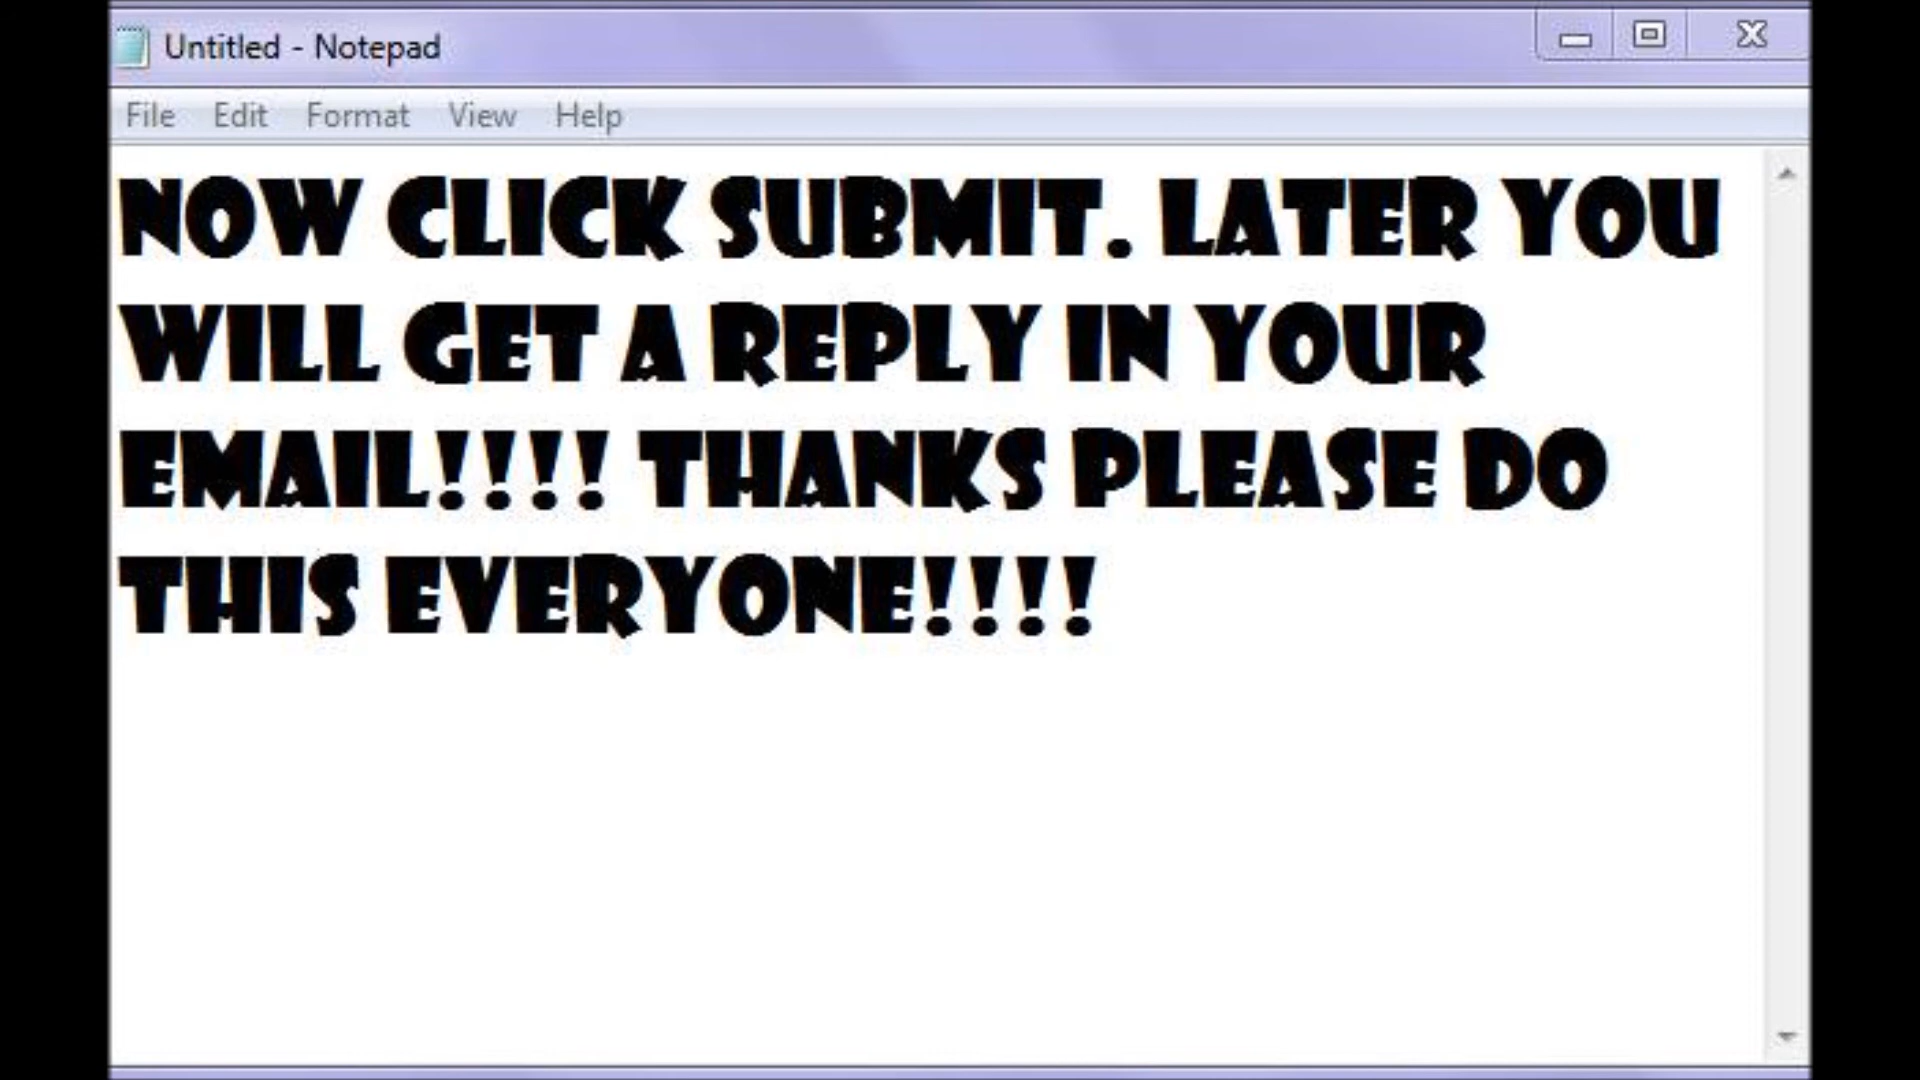 Untitled - Notepad
File Edit Format View Help
NOW CLICK SUBMIT. LATER YOU
WILL GET A REPLY IN YOUR
EMAIL!!!! THANKS PLEASE DO
THIS EVERYONE!!!!